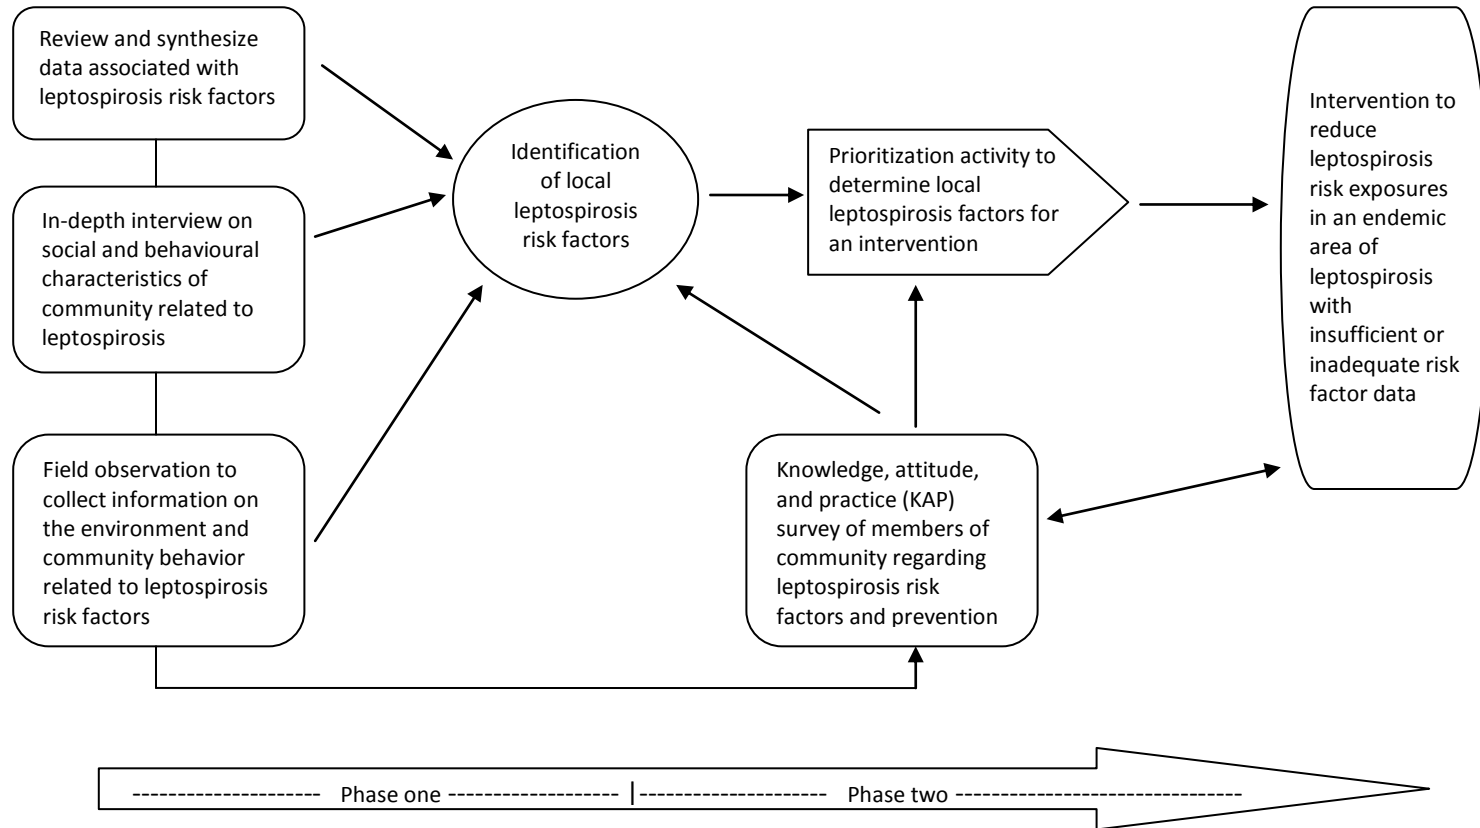 Review and synthesize
data associated with
leptospirosis risk factors
In-depth interview on
social and behavioural
characteristics of
community related to
leptospirosis
Field observation to
collect information on
the environment and
community behavior
related to leptospirosis
risk factors
Identification
of local
leptospirosis
risk factors
Prioritization activity to
determine local
leptospirosis factors for
an intervention
Knowledge, attitude,
and practice (KAP)
survey of members of
community regarding
leptospirosis risk
factors and prevention
Intervention to
reduce
leptospirosis
risk exposures
in an endemic
area of
leptospirosis
with
insufficient or
inadequate risk
factor data
-------------------- Phase one ------------------ |-------------------- Phase two -------------------------------